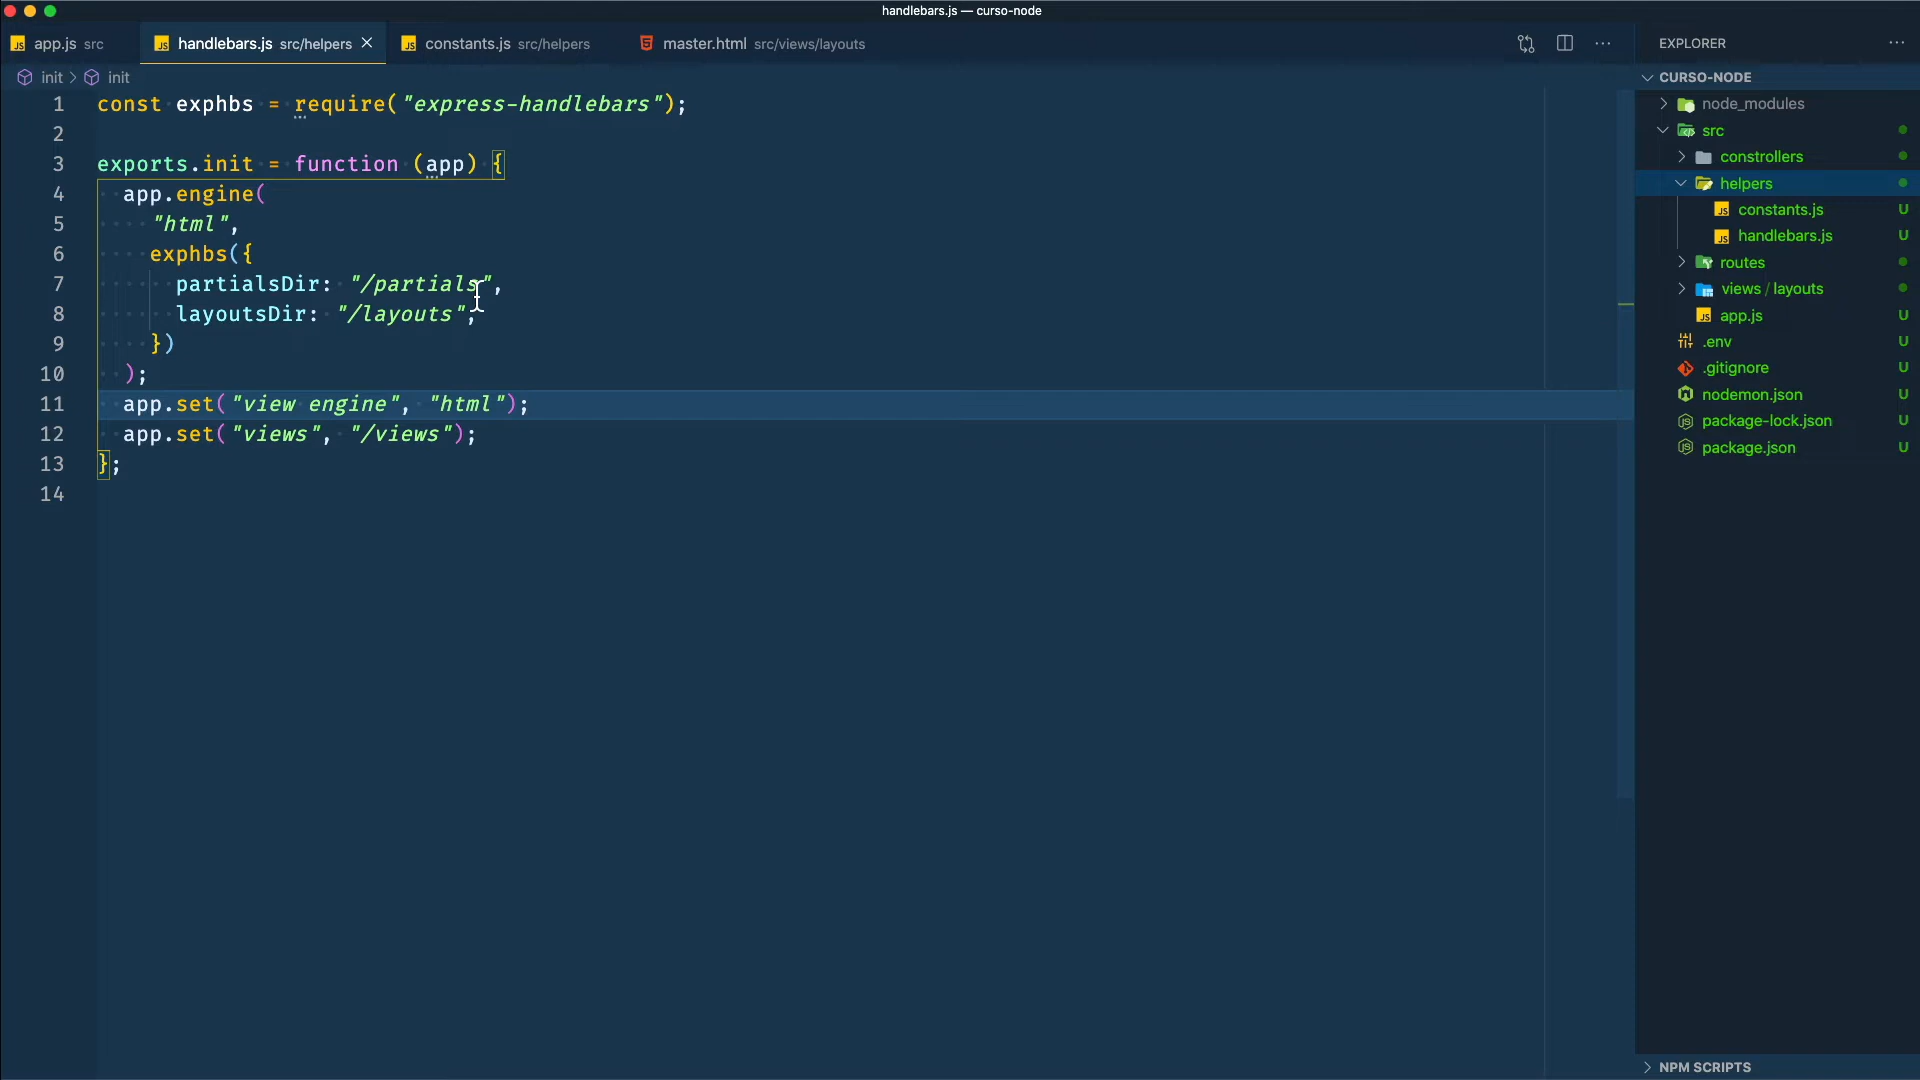 handlebars.js — curso-node
app.js src
handlebars.js src/helpers
constants.js src/helpers
master.html src/views/layouts
EXPLORER
init > init
CURSO-NODE
node_modules
src
constrollers
helpers
constants.js U
handlebars.js U
routes
views / layouts
app.js U
.env U
.gitignore U
nodemon.json U
package-lock.json U
package.json U
NPM SCRIPTS
1 const exphbs = require("express-handlebars");
2
3 exports.init = function (app) {
4 app.engine(
5 "html",
6 exphbs({
7 partialsDir: "/partials",
8 layoutsDir: "/layouts",
9 })
10 );
11 app.set("view engine", "html");
12 app.set("views", "/views");
13 };
14